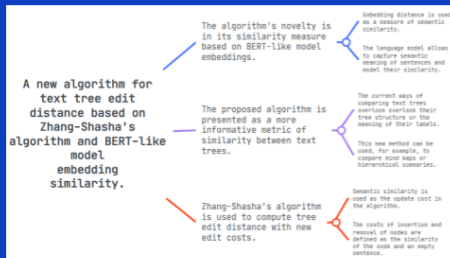 A new algorithm for
text tree edit
distance based on
Zhang-Shasha's
algorithm and BERT-like
model
embedding
similarity.
The algorithm's novelty is
in its similarity measure
based on BERT-like model
embeddings.
Embedding distance is used
as a measure of semantic
similarity.
The language model allows
to capture semantic
meaning of sentences and
model their similarity.
The proposed algorithm is
presented as a more
informative metric of
similarity between text
trees.
The current ways of
comparing text trees
overlook overlook their
tree structure or the
meaning of their labels.
This new method can be
used, for example, to
compare mind maps or
hierarchical summaries.
Zhang-Shasha's algorithm
is used to compute tree
edit distance with new
edit costs.
Semantic similarity is
used as the update cost in
the algorithm.
The costs of insertion and
removal of nodes are
defined as the similarity
of the node and an empty
sentence.